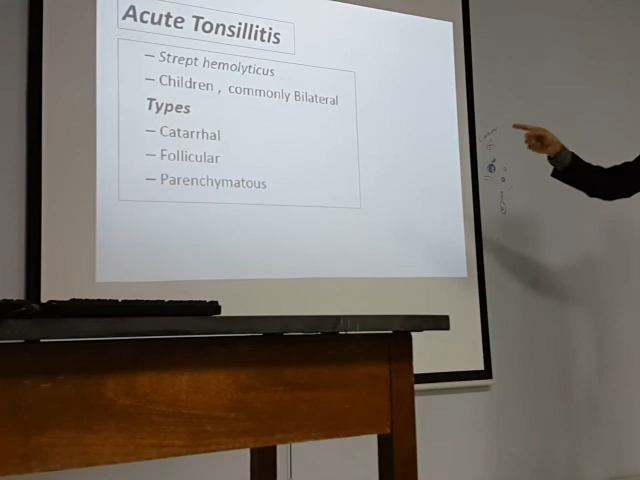 Acute Tonsillitis
– Strept hemolyticus
– Children , commonly Bilateral
Types
– Catarrhal
– Follicular
– Parenchymatous